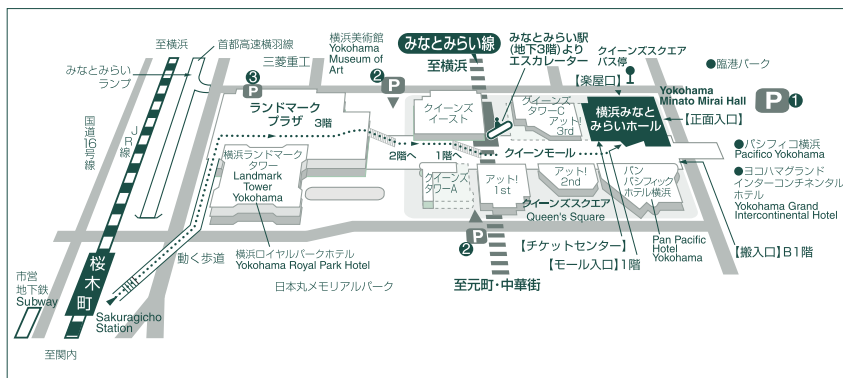 至横浜
首都高速横羽線
みなとみらい
ランプ
三菱重工
横浜美術館
Yokohama
Museum of
Art
みなとみらい線
至横浜
みなとみらい駅
(地下3階)より
エスカレーター
クイーンズスクエア
バス停
●臨港パーク
【楽屋口】
Yokohama
Minato Mirai Hall
P ❶
❸
P
❷
P
国道16号線
JR線
ランドマーク
プラザ
3階
クイーンズ
イースト
クイーンズ
タワーC
アット!
3rd
横浜みなと
みらいホール
【正面入口】
2階へ
1階へ
クイーンモール
横浜ランドマーク
タワー
Landmark
Tower
Yokohama
クイーンズ
タワーA
アット!
1st
アット!
2nd
パン
パシフィック
ホテル横浜
●パシフィコ横浜
Pacifico Yokohama
●ヨコハマグランド
インターコンチネンタル
ホテル
Yokohama Grand
Intercontinental Hotel
クイーンズスクエア
Queen's Square
❷
P
【チケットセンター】
【モール入口】1階
Pan Pacific
Hotel
Yokohama
【搬入口】B1階
動く歩道
横浜ロイヤルパークホテル
Yokohama Royal Park Hotel
日本丸メモリアルパーク
至元町・中華街
桜木町
市営
地下鉄
Subway
Sakuragicho
Station
至関内